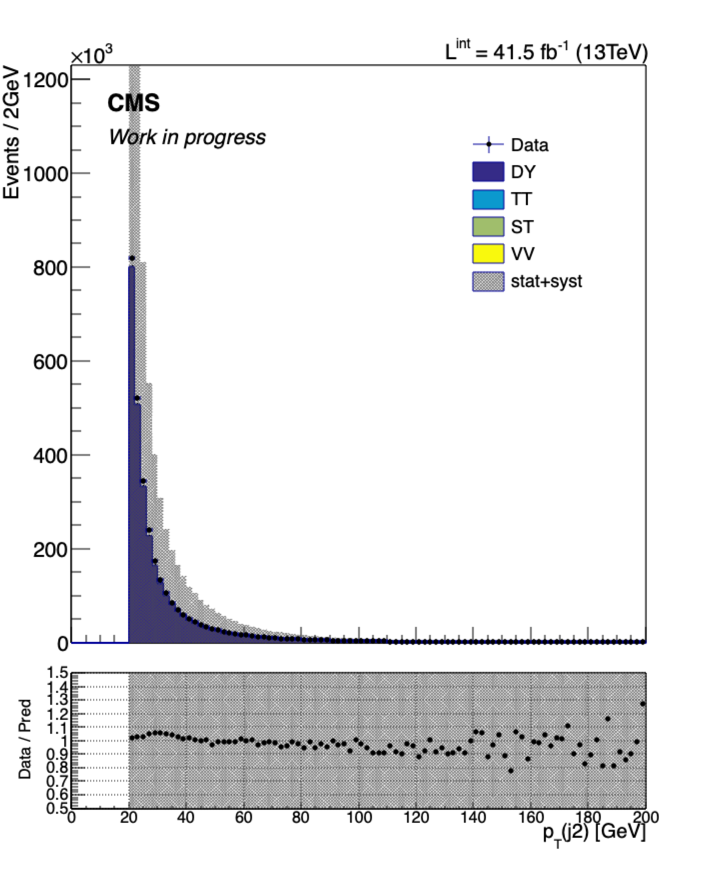 ×10³
L^int = 41.5 fb⁻¹ (13TeV)
Events / 2GeV
1200
1000
800
600
400
200
0
CMS
Work in progress
Data
DY
TT
ST
VV
stat+syst
Data / Pred
1.5
1.4
1.3
1.2
1.1
1
0.9
0.8
0.7
0.6
0.5
0 20 40 60 80 100 120 140 160 180 200
p_T(j2) [GeV]